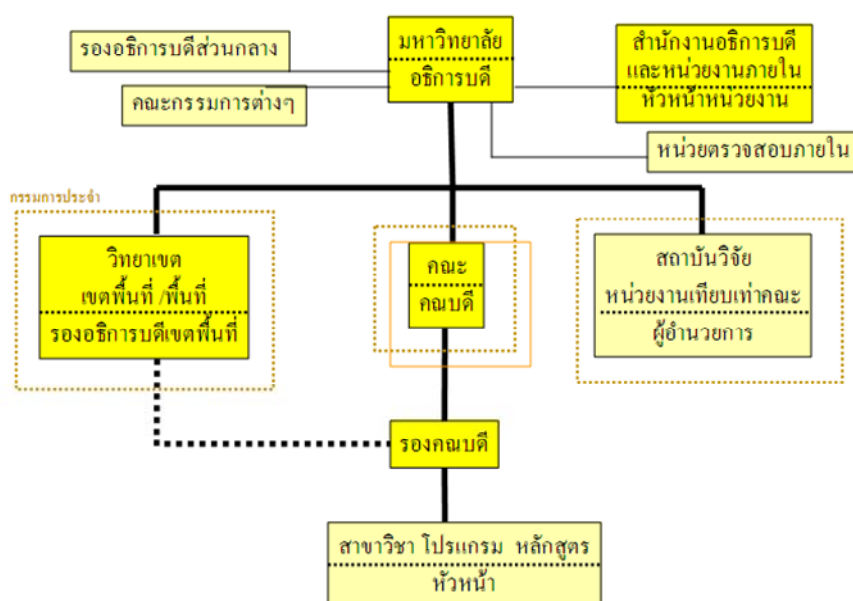 มหาวิทยาลัย
อธิการบดี
รองอธิการบดีส่วนกลาง
คณะกรรมการต่างๆ
สำนักงานอธิการบดี
และหน่วยงานภายใน
หัวหน้าหน่วยงาน
หน่วยตรวจสอบภายใน
กรรมการประจำ
วิทยาเขต
เขตพื้นที่ /พื้นที่
รองอธิการบดีเขตพื้นที่
คณะ
คณบดี
สถาบันวิจัย
หน่วยงานเทียบเท่าคณะ
ผู้อำนวยการ
รองคณบดี
สาขาวิชา โปรแกรม หลักสูตร
หัวหน้า